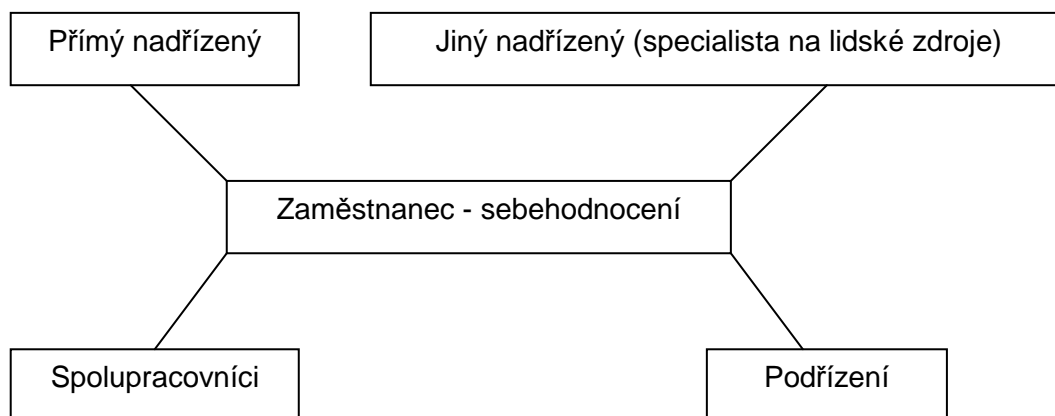 Přímý nadřízený
Jiný nadřízený (specialista na lidské zdroje)
Zaměstnanec - sebehodnocení
Spolupracovníci
Podřízení